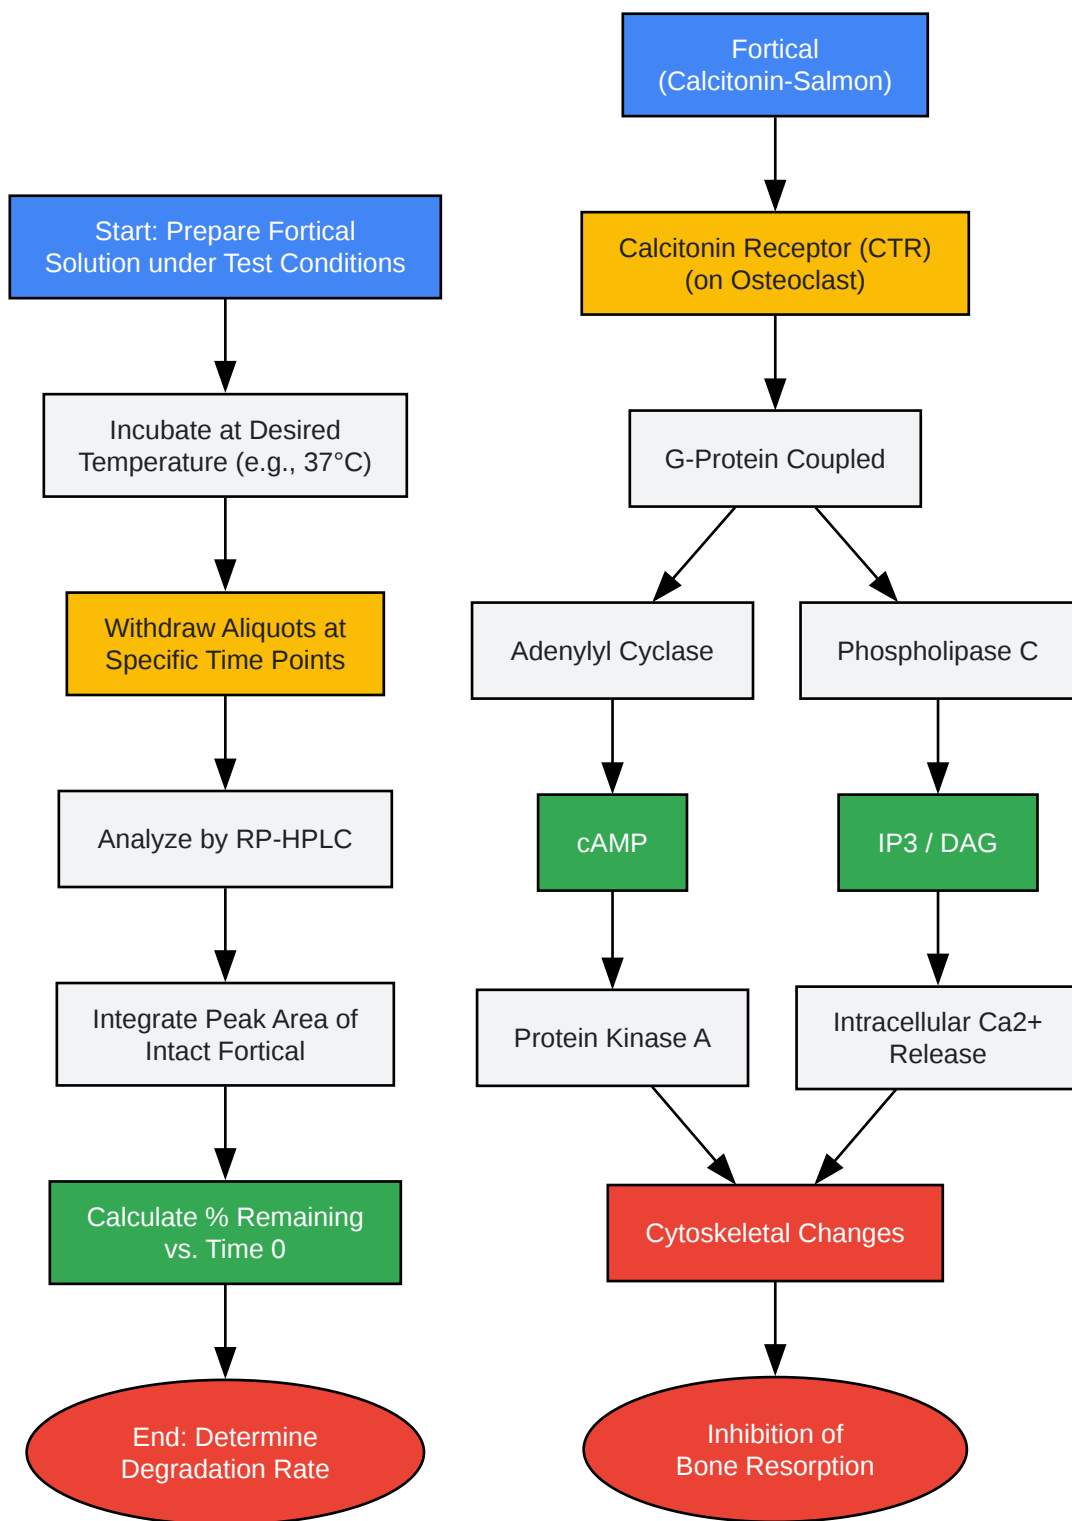 Start: Prepare Fortical
Solution under Test Conditions
Incubate at Desired
Temperature (e.g., 37°C)
Withdraw Aliquots at
Specific Time Points
Analyze by RP-HPLC
Integrate Peak Area of
Intact Fortical
Calculate % Remaining
vs. Time 0
End: Determine
Degradation Rate
Fortical
(Calcitonin-Salmon)
Calcitonin Receptor (CTR)
(on Osteoclast)
G-Protein Coupled
Adenylyl Cyclase
Phospholipase C
cAMP
IP3 / DAG
Protein Kinase A
Intracellular Ca2+
Release
Cytoskeletal Changes
Inhibition of
Bone Resorption